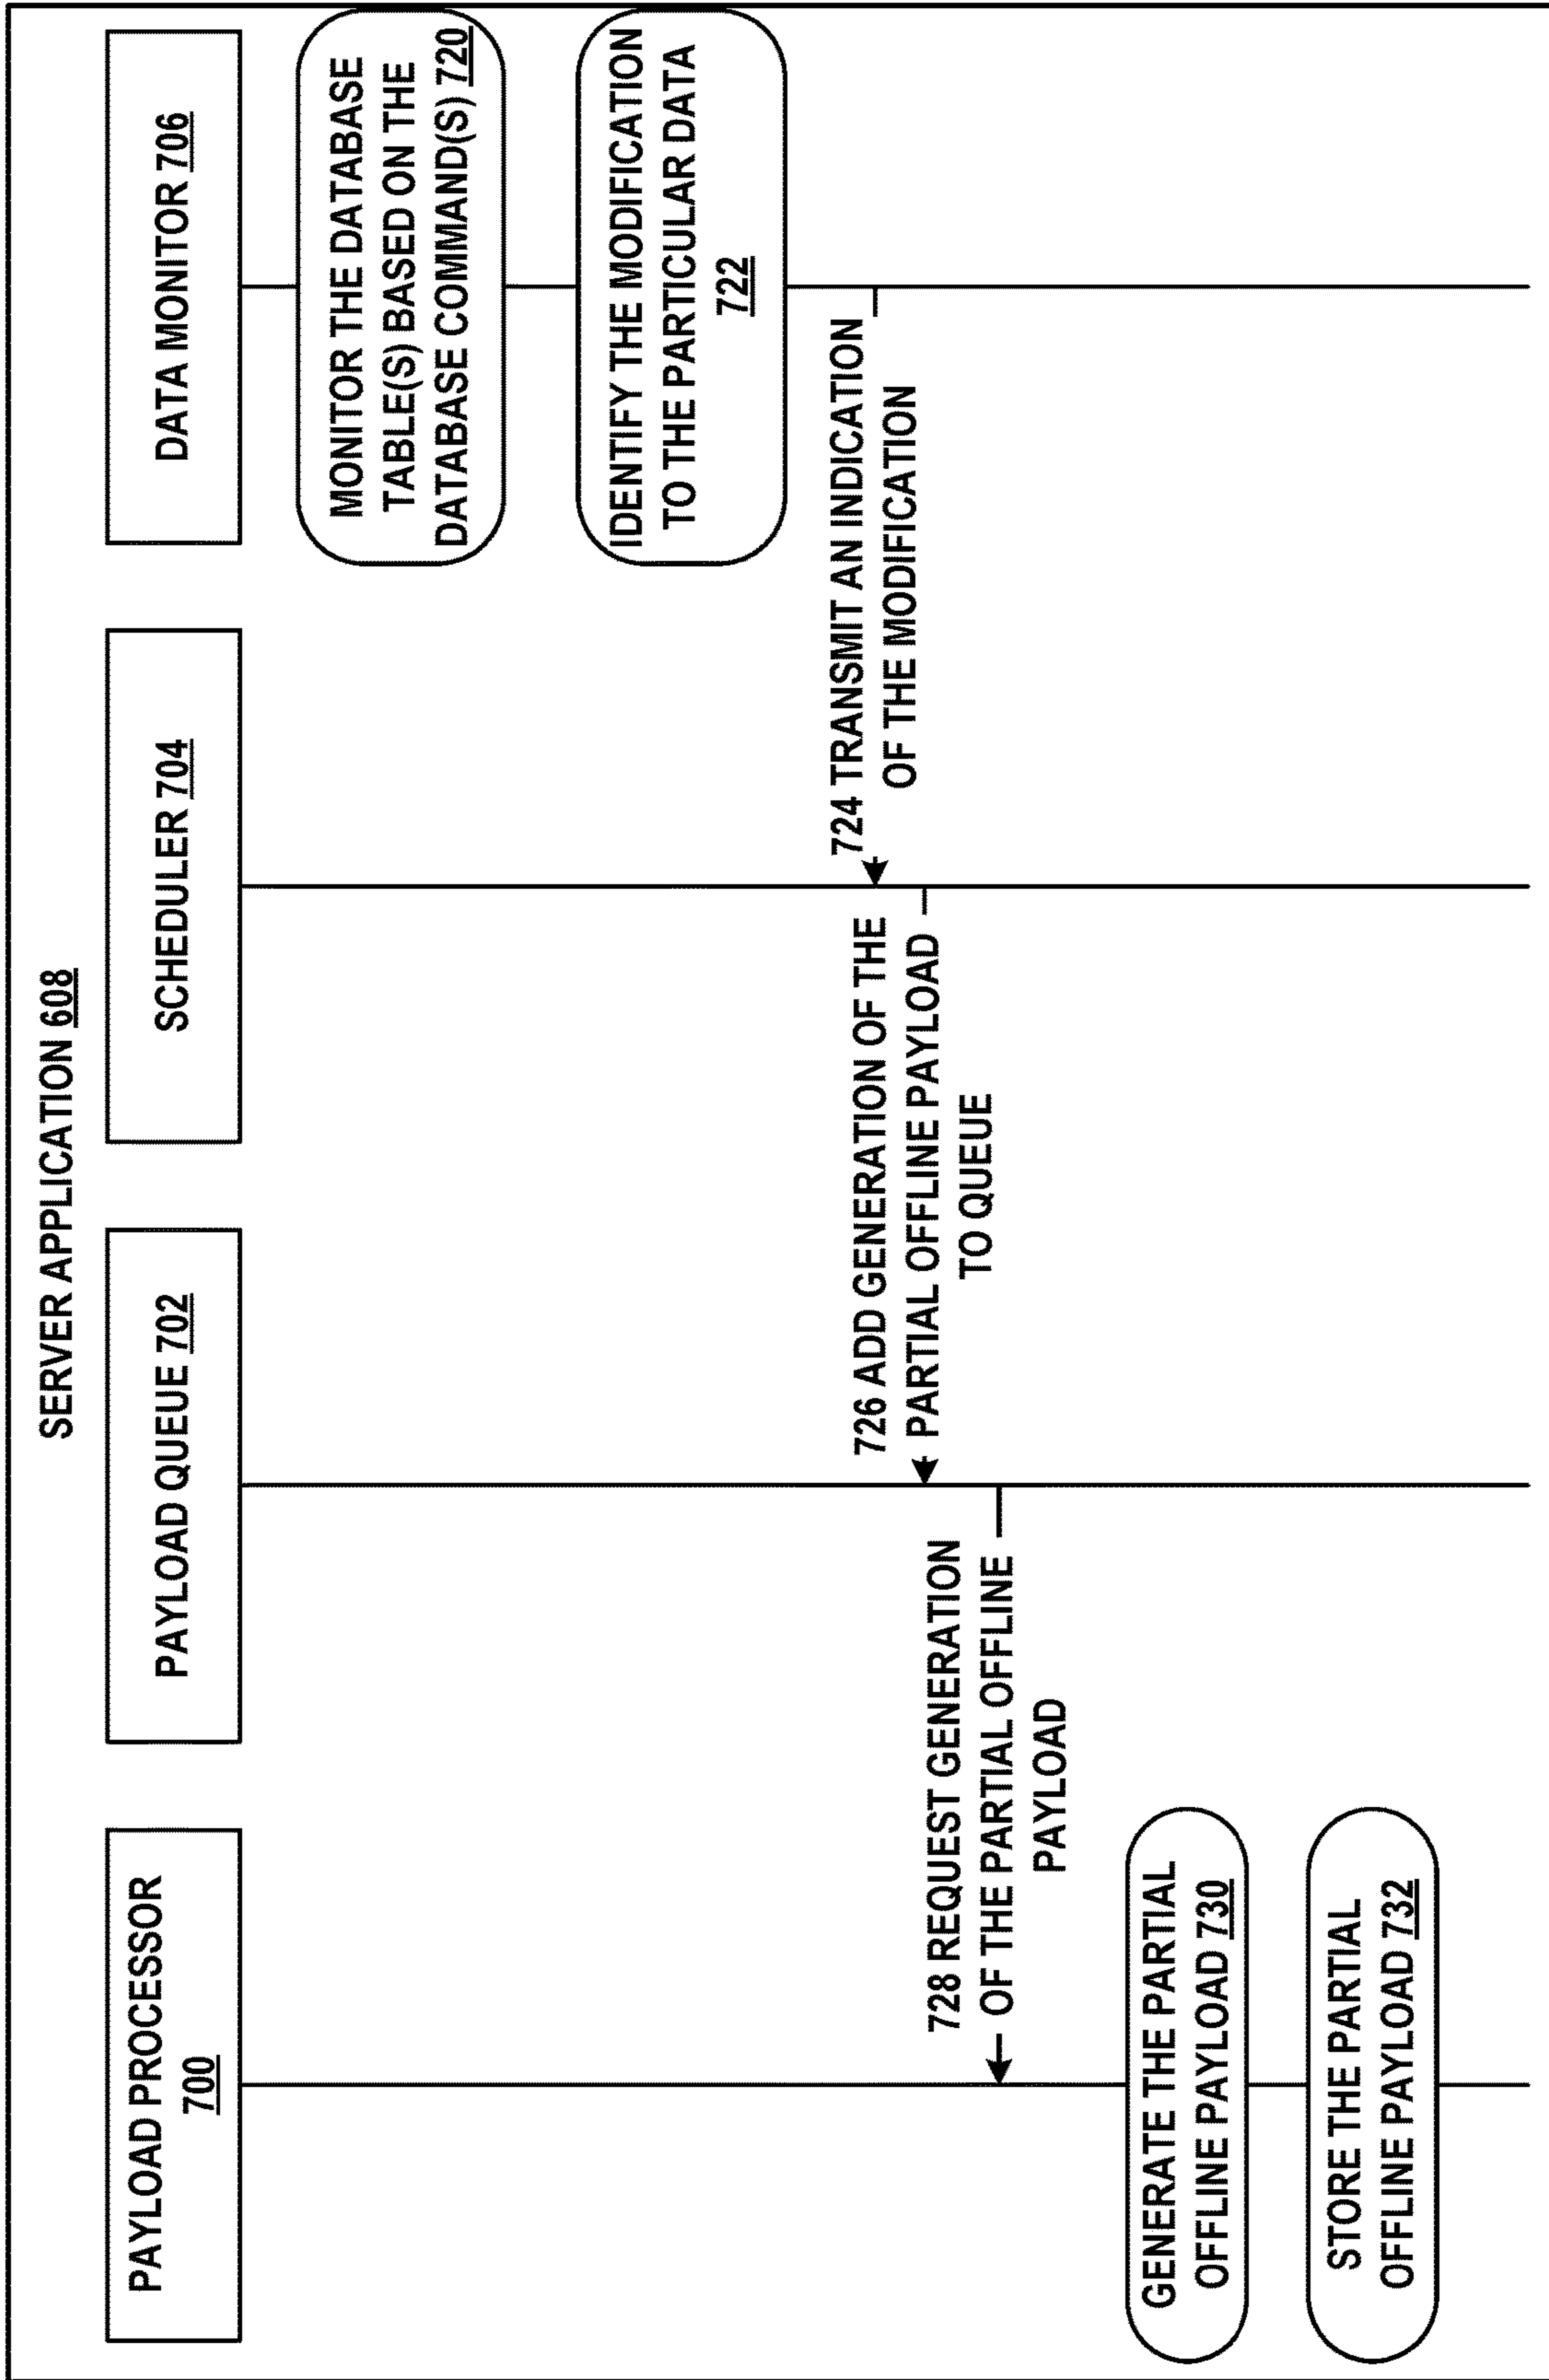 SERVER APPLICATION 608
PAYLOAD PROCESSOR
700
PAYLOAD QUEUE 702
SCHEDULER 704
DATA MONITOR 706
MONITOR THE DATABASE
TABLE(S) BASED ON THE
DATABASE COMMAND(S) 720
IDENTIFY THE MODIFICATION
TO THE PARTICULAR DATA
722
724 TRANSMIT AN INDICATION
OF THE MODIFICATION
726 ADD GENERATION OF THE
PARTIAL OFFLINE PAYLOAD
TO QUEUE
728 REQUEST GENERATION
OF THE PARTIAL OFFLINE
PAYLOAD
GENERATE THE PARTIAL
OFFLINE PAYLOAD 730
STORE THE PARTIAL
OFFLINE PAYLOAD 732